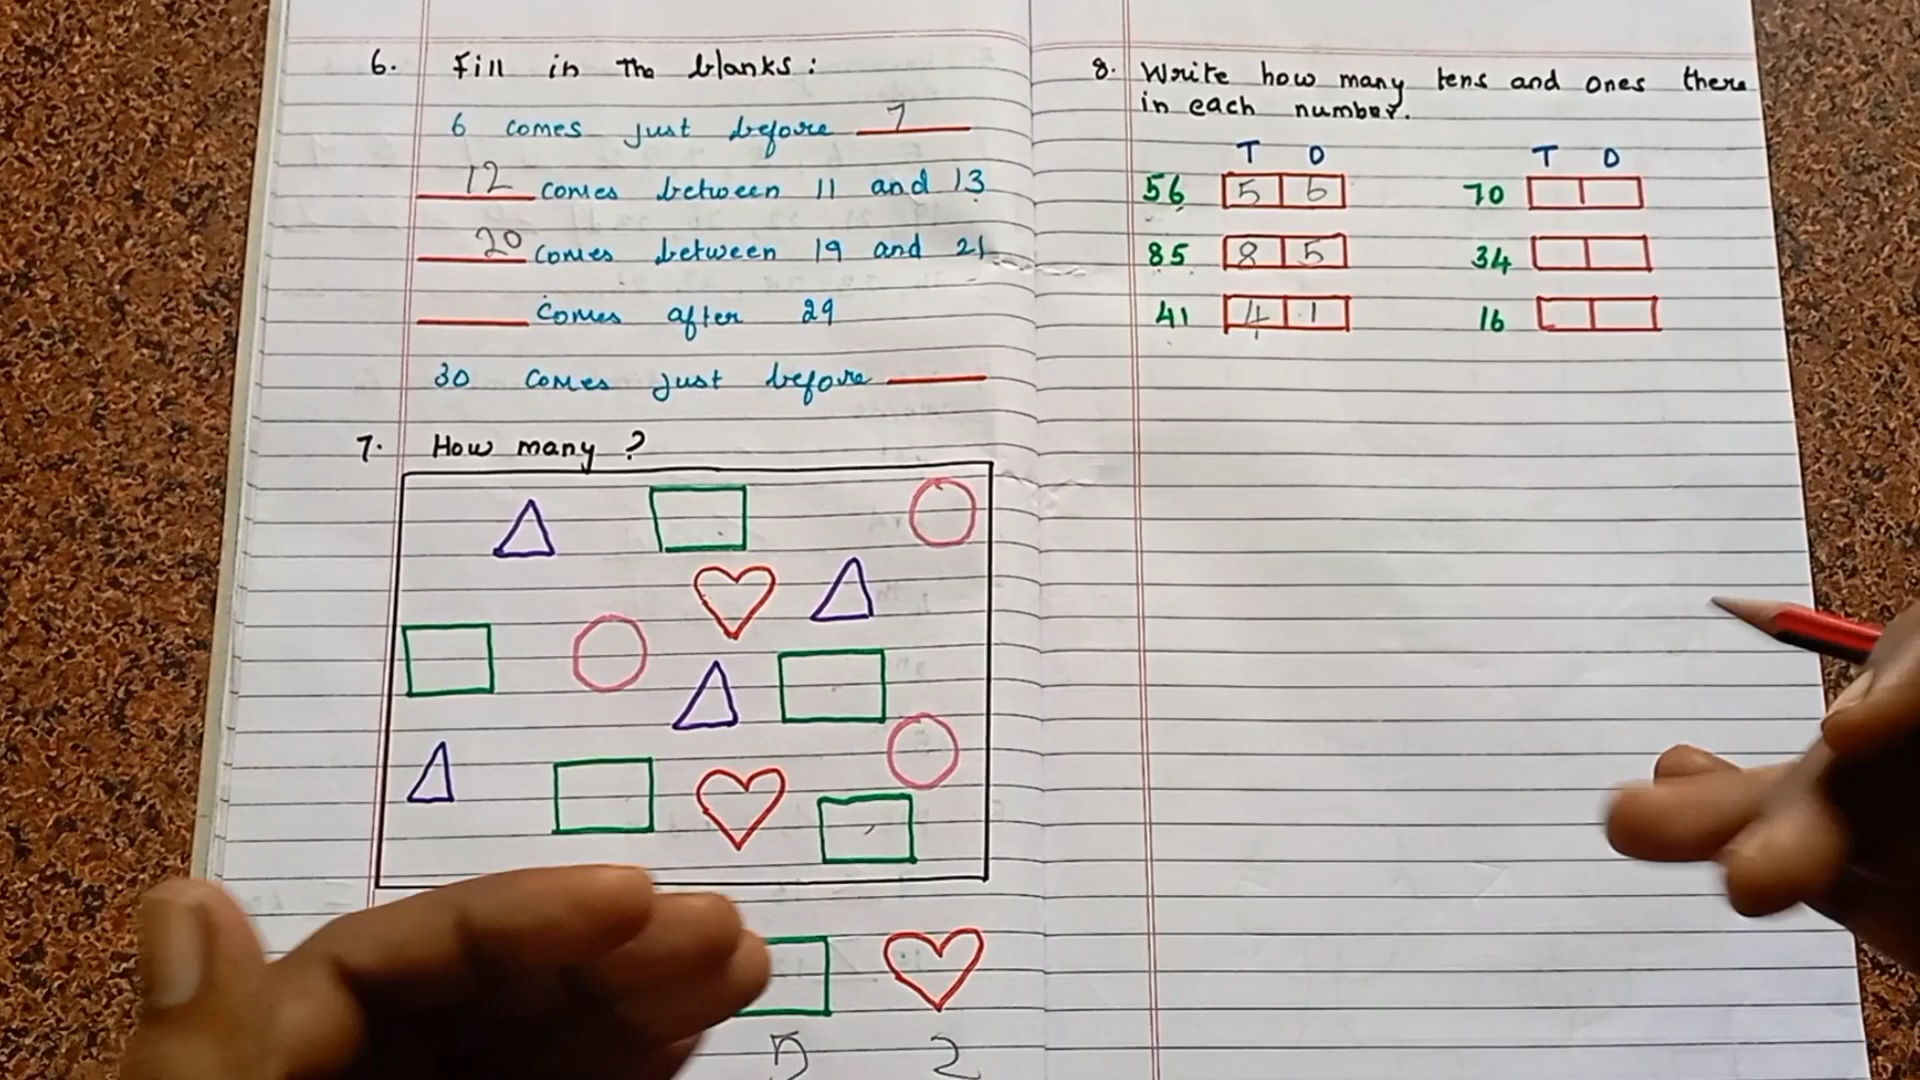 6. Fill in The blanks:
6 comes just before 7
12 comes between 11 and 13
20 comes between 19 and 21
comes after 29
30 comes just before
7. How many ?
5 2
8. Write how many tens and ones there
in each number.
T O T O
56 5 6 70
85 8 5 34
41 4 1 16